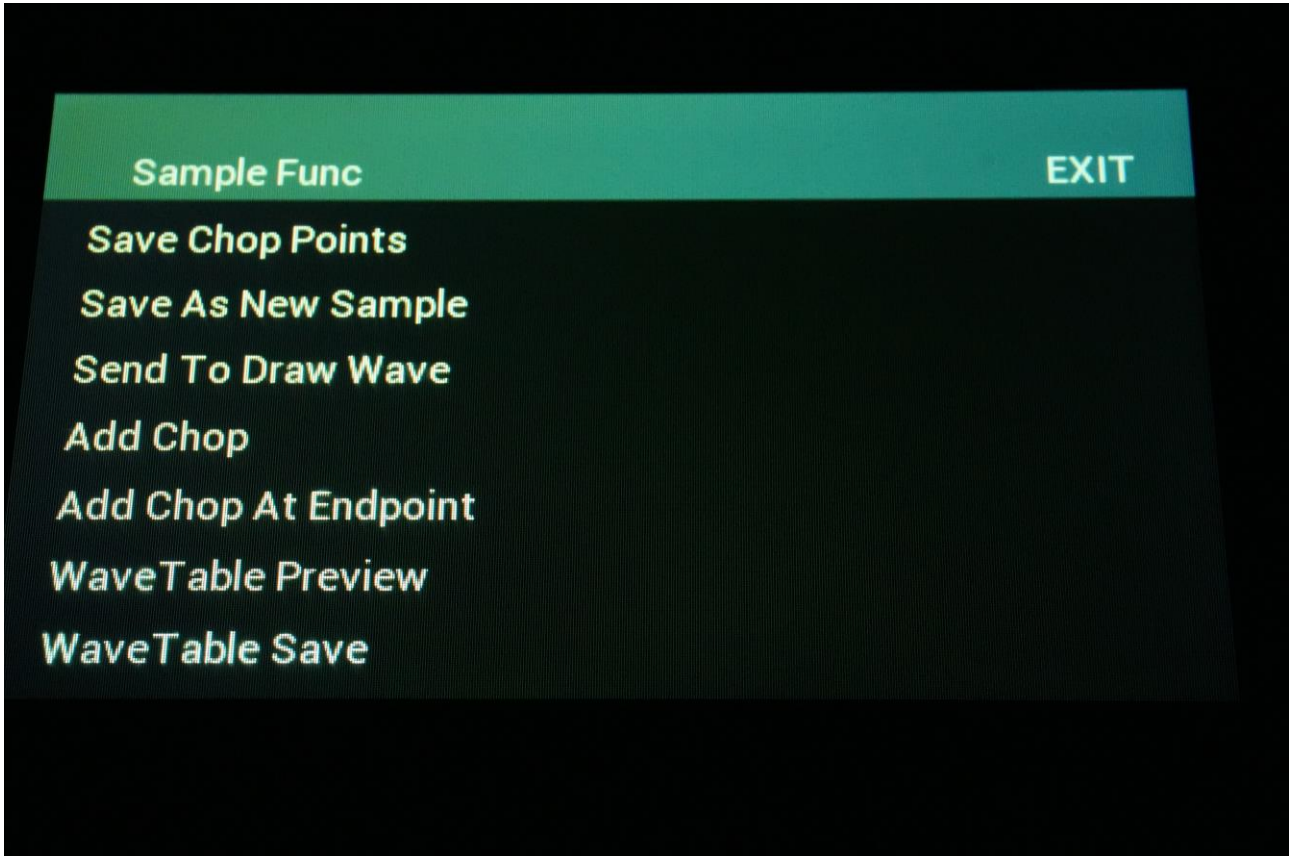 Sample Func EXIT
Save Chop Points
Save As New Sample
Send To Draw Wave
Add Chop
Add Chop At Endpoint
WaveTable Preview
WaveTable Save